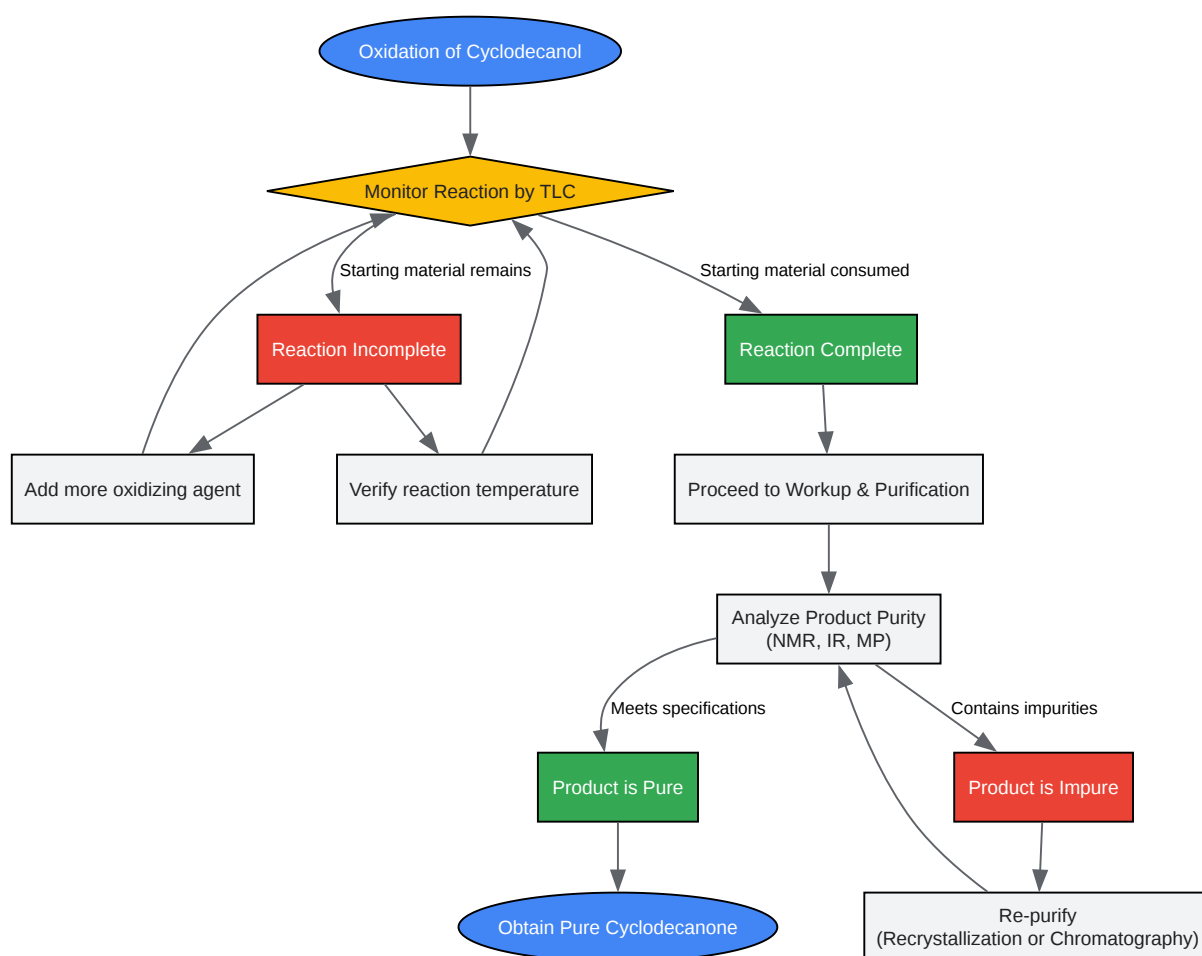 Oxidation of Cyclodecanol
Monitor Reaction by TLC
Starting material remains
Starting material consumed
Reaction Incomplete
Reaction Complete
Add more oxidizing agent
Verify reaction temperature
Proceed to Workup & Purification
Analyze Product Purity
(NMR, IR, MP)
Meets specifications
Contains impurities
Product is Pure
Product is Impure
Obtain Pure Cyclodecanone
Re-purify
(Recrystallization or Chromatography)